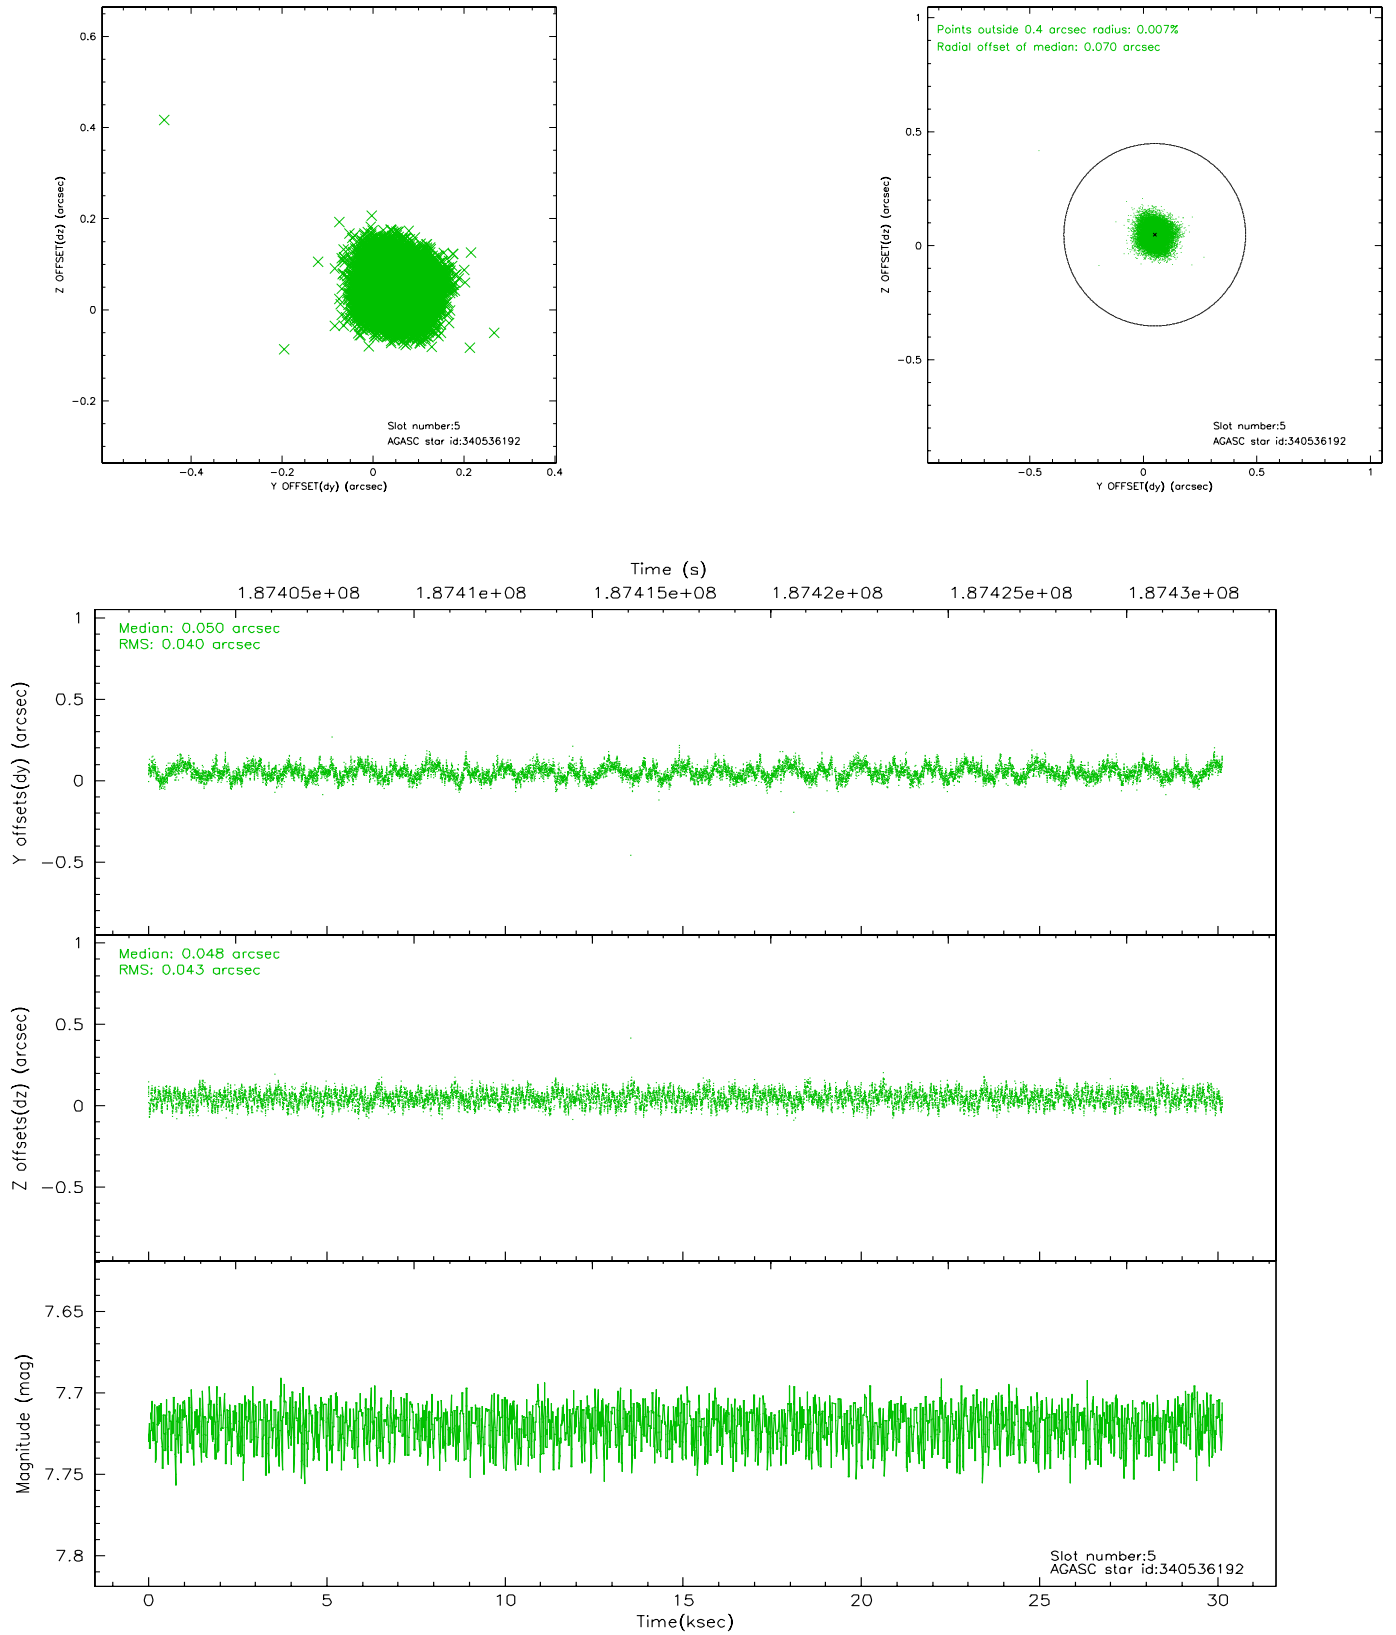 0.6
0.4
0.2
0
−0.2
Z OFFSET(dz) (arcsec)
−0.4
−0.2
0
0.2
0.4
Y OFFSET(dy) (arcsec)
Slot number:5
AGASC star id:340536192
Points outside 0.4 arcsec radius: 0.007%
Radial offset of median: 0.070 arcsec
1
0.5
0
−0.5
Z OFFSET(dz) (arcsec)
−0.5
0
0.5
1
Y OFFSET(dy) (arcsec)
Slot number:5
AGASC star id:340536192
Time (s)
1.87405e+08 1.8741e+08 1.87415e+08 1.8742e+08 1.87425e+08 1.8743e+08
Median: 0.050 arcsec
RMS: 0.040 arcsec
1
0.5
0
−0.5
Y offsets(dy) (arcsec)
Median: 0.048 arcsec
RMS: 0.043 arcsec
1
0.5
0
−0.5
Z offsets(dz) (arcsec)
7.65
7.7
7.75
7.8
Magnitude (mag)
Slot number:5
AGASC star id:340536192
0 5 10 15 20 25 30
Time(ksec)